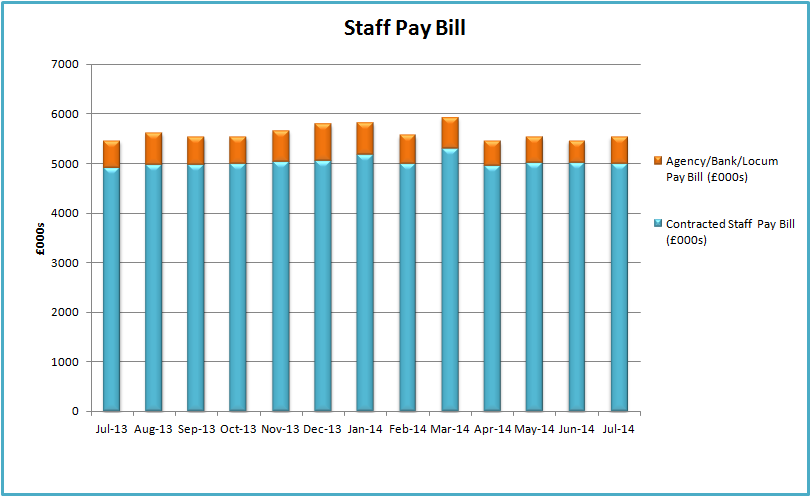 Staff Pay Bill
7000
6000
5000
4000
3000
2000
1000
0
£000s
Jul-13 Aug-13 Sep-13 Oct-13 Nov-13 Dec-13 Jan-14 Feb-14 Mar-14 Apr-14 May-14 Jun-14 Jul-14
Agency/Bank/Locum
Pay Bill (£000s)
Contracted Staff Pay Bill
(£000s)